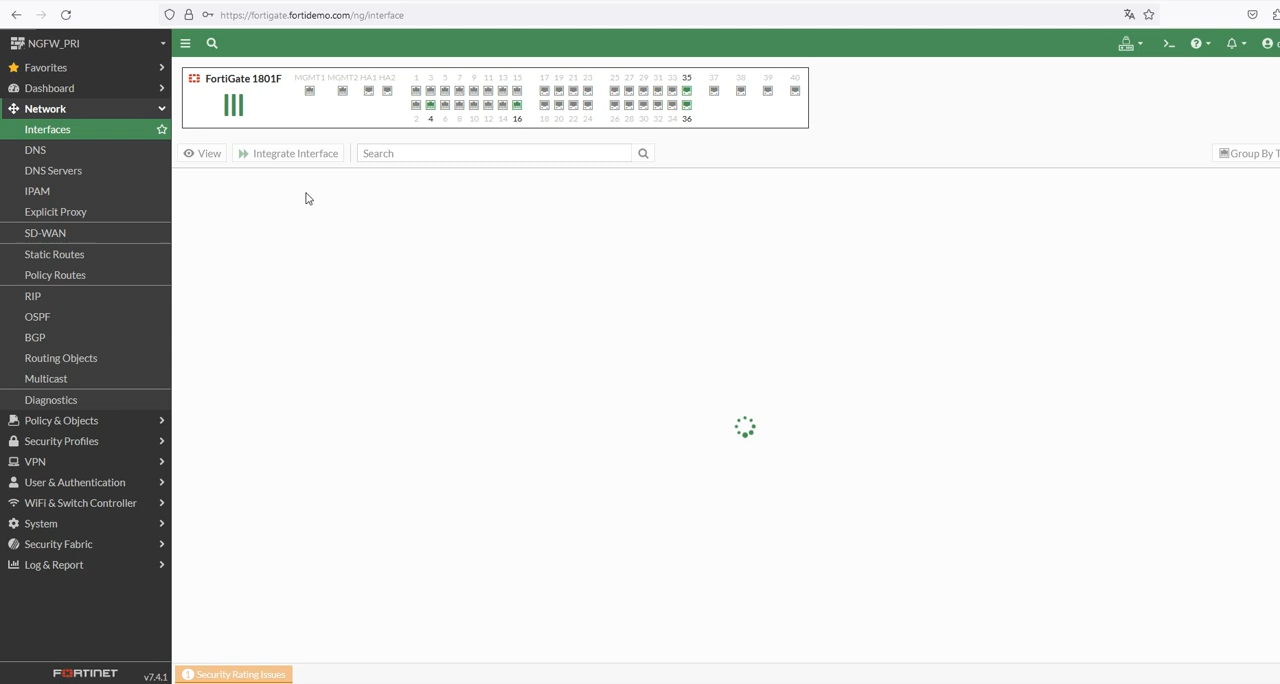 https://fortigate.fortidemo.com/ng/interface
NGFW_PRI
Favorites
Dashboard
Network
Interfaces
DNS
DNS Servers
IPAM
Explicit Proxy
SD-WAN
Static Routes
Policy Routes
RIP
OSPF
BGP
Routing Objects
Multicast
Diagnostics
Policy & Objects
Security Profiles
VPN
User & Authentication
WiFi & Switch Controller
System
Security Fabric
Log & Report
FORTINET v7.4.1
FortiGate 1801F MGMT1 MGMT2 HA1 HA2 1 3 5 7 9 11 13 15 17 19 21 23 25 27 29 31 33 35 37 38 39 40
2 4 6 8 10 12 14 16 18 20 22 24 26 28 30 32 34 36
View Integrate Interface Search Group By T
1 Security Rating Issues